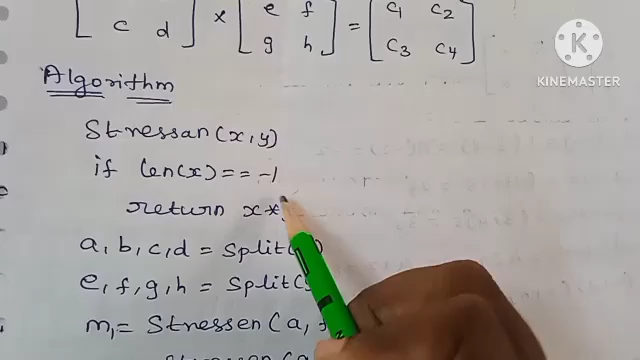 c d × e f = c1 c2
g h c3 c4
K
KINEMASTER
Algorithm
Stressan(x,y)
if len(x) == -1
return x*
a, b, c, d = Split(
e, f, g, h = Split(
m1 = Stressen(a,